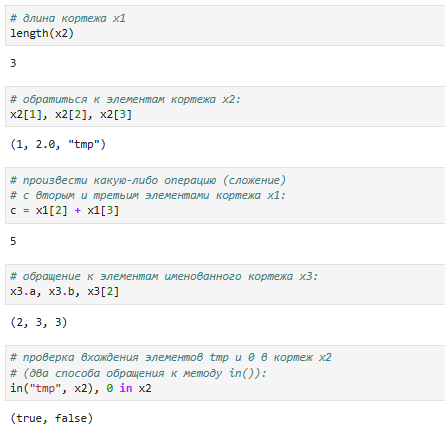 # длина кортежа x1
length(x2)
3
# обратиться к элементам кортежа x2:
x2[1], x2[2], x2[3]
(1, 2.0, "tmp")
# произвести какую-либо операцию (сложение)
# с вторым и третьим элементами кортежа x1:
c = x1[2] + x1[3]
5
# обращение к элементам именованного кортежа x3:
x3.a, x3.b, x3[2]
(2, 3, 3)
# проверка вхождения элементов tmp и 0 в кортеж x2
# (два способа обращения к методу in()):
in("tmp", x2), 0 in x2
(true, false)